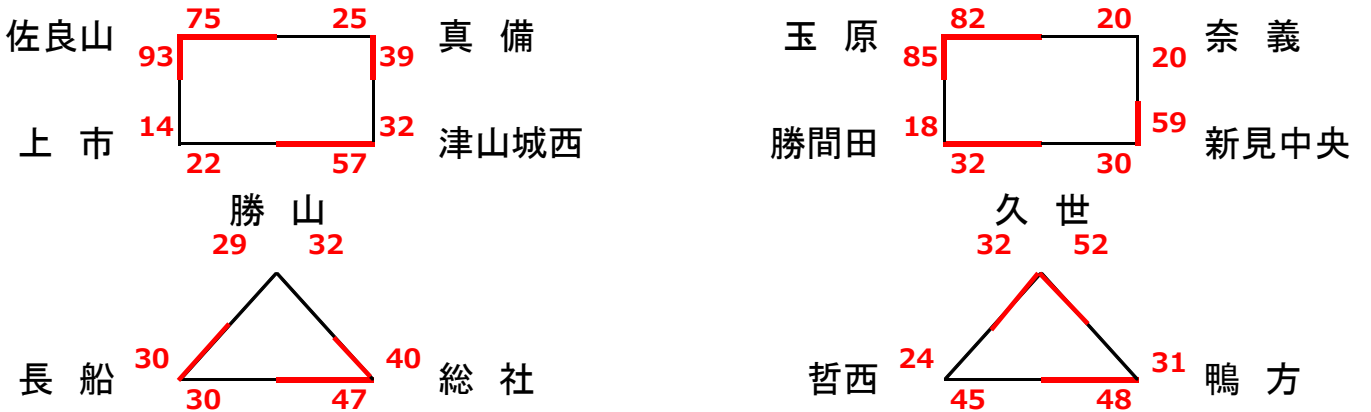 75 25 82 20
佐良山 真 備 玉 原 奈 義
93 39 85 20
14 32 18 59
上 市 津山城西 勝間田 新見中央
22 57 32 30
勝 山 久 世
29 32 32 52
30 40 24 31
長 船 総 社 哲西 鴨 方
30 47 45 48